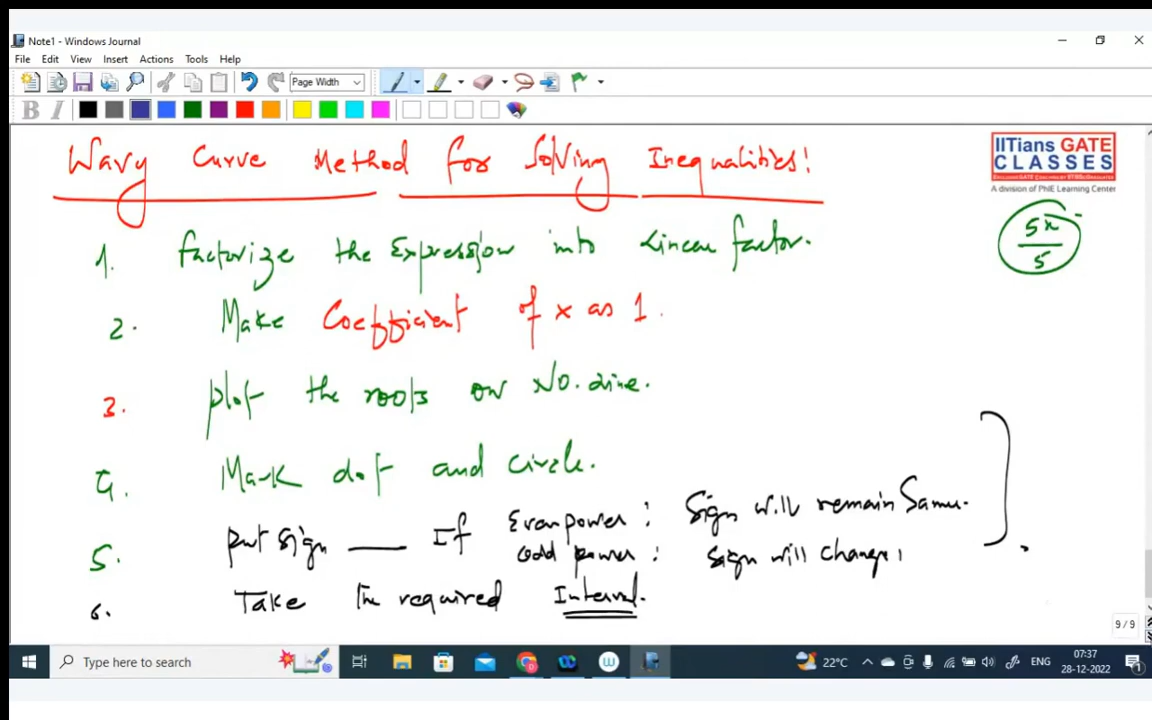 Note1 - Windows Journal
File Edit View Insert Actions Tools Help
Page Width
B I
Wavy Curve Method for Solving Inequalities!
IITians GATE
CLASSES
A division of PhIE Learning Center
5x
5
1. factorize the Expression into Linear factor.
2. Make Coefficient of x as 1.
3. plot the roots on No. Line.
4. Mark dot and circle.
5. put sign — If Even power : Sign will remain Same.
odd power : sign will change
6. Take the required Interval.
9 / 9
Type here to search
22°C
ENG
07:37
28-12-2022
1